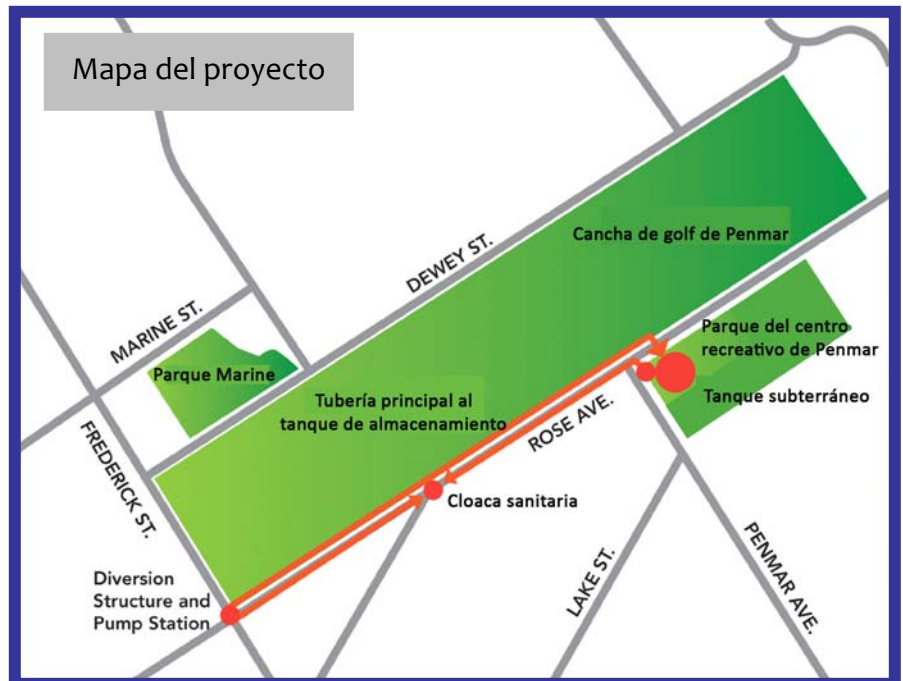 Mapa del proyecto
Cancha de golf de Penmar
DEWEY ST.
MARINE ST.
Parque del centro
recreativo de Penmar
Parque Marine
Tanque subterráneo
Tubería principal al
tanque de almacenamiento
ROSE AVE.
FREDERICK ST.
Cloaca sanitaria
Diversion
Structure and
Pump Station
LAKE ST.
PENMAR AVE.